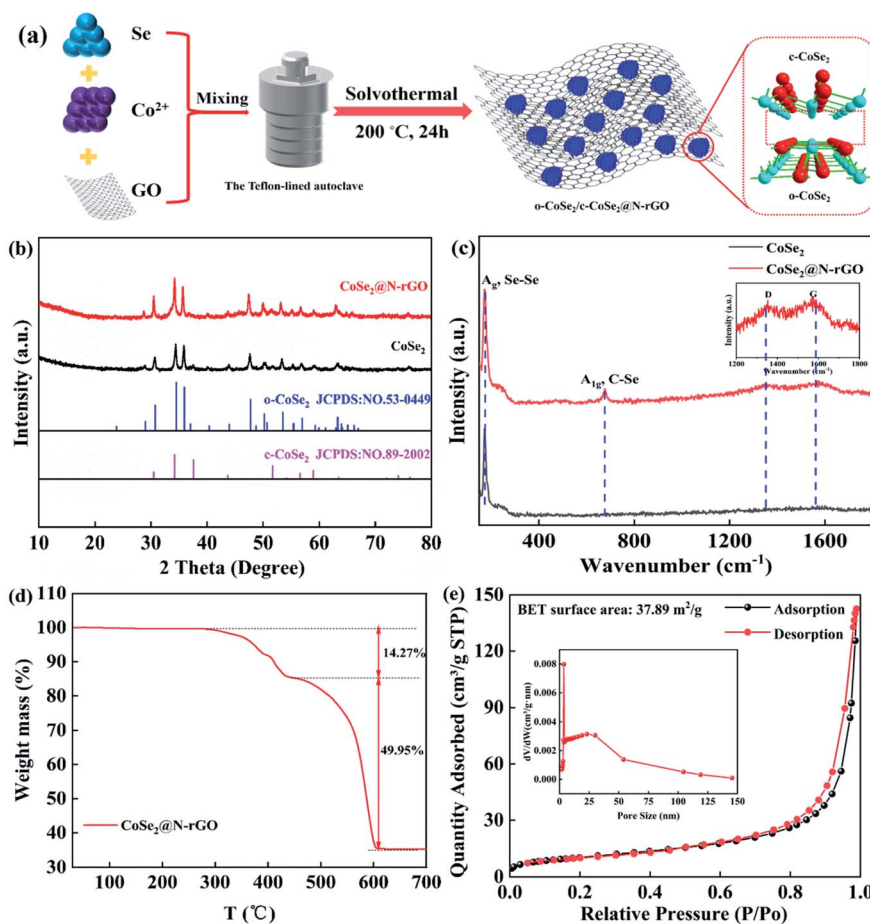 (a)
Se
Co2+
GO
Mixing
The Teflon-lined autoclave
Solvothermal
200 °C, 24h
o-CoSe2/c-CoSe2@N-rGO
c-CoSe2
o-CoSe2
(b)
CoSe2@N-rGO
CoSe2
o-CoSe2 JCPDS:NO.53-0449
c-CoSe2 JCPDS:NO.89-2002
Intensity (a.u.)
10 20 30 40 50 60 70 80
2 Theta (Degree)
(c)
CoSe2
CoSe2@N-rGO
Ag, Se-Se
A1g, C-Se
Intensity (a.u.)
400 800 1200 1600
Wavenumber (cm-1)
D G
Intensity (a.u.)
1200 1400 1600 1800
Wavenumber (cm-1)
(d)
Weight mass (%)
110
100
90
80
70
60
50
40
30
14.27%
49.95%
CoSe2@N-rGO
100 200 300 400 500 600 700
T (℃)
(e)
BET surface area: 37.89 m2/g
Adsorption
Desorption
Quantity Adsorbed (cm3/g STP)
150
120
90
60
30
0
0.0 0.2 0.4 0.6 0.8 1.0
Relative Pressure (P/Po)
dV/dW(cm3/g·nm)
0.008
0.006
0.004
0.002
0.000
0 25 50 75 100 125 150
Pore Size (nm)